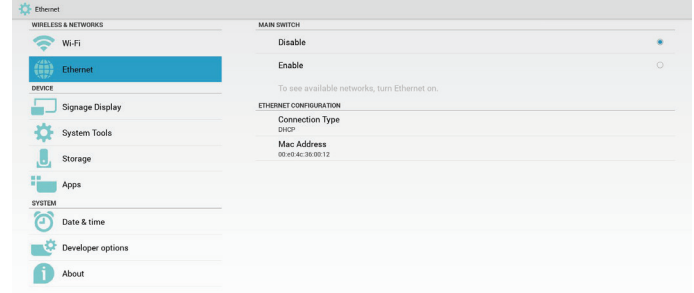 Ethernet
WIRELESS & NETWORKS
Wi-Fi
Ethernet
DEVICE
Signage Display
System Tools
Storage
Apps
SYSTEM
Date & time
Developer options
About
MAIN SWITCH
Disable
Enable
To see available networks, turn Ethernet on.
ETHERNET CONFIGURATION
Connection Type
DHCP
Mac Address
00:e0:4c:36:00:12